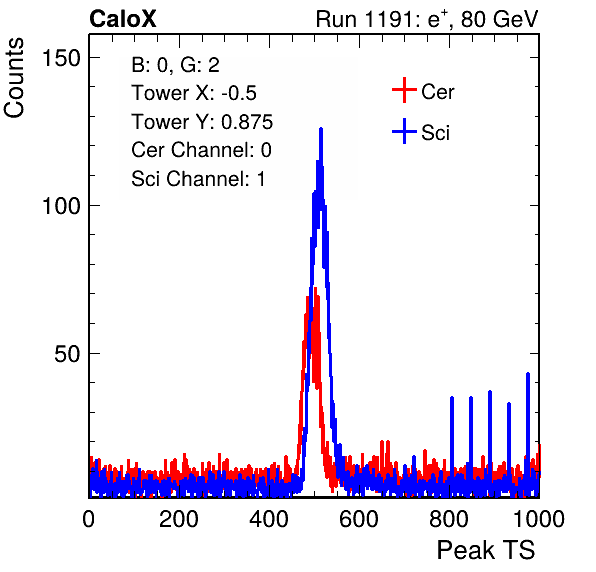 CaloX Run 1191: e⁺, 80 GeV
B: 0, G: 2
Tower X: -0.5
Tower Y: 0.875
Cer Channel: 0
Sci Channel: 1
Cer
Sci
Counts
150
100
50
0 200 400 600 800 1000
Peak TS